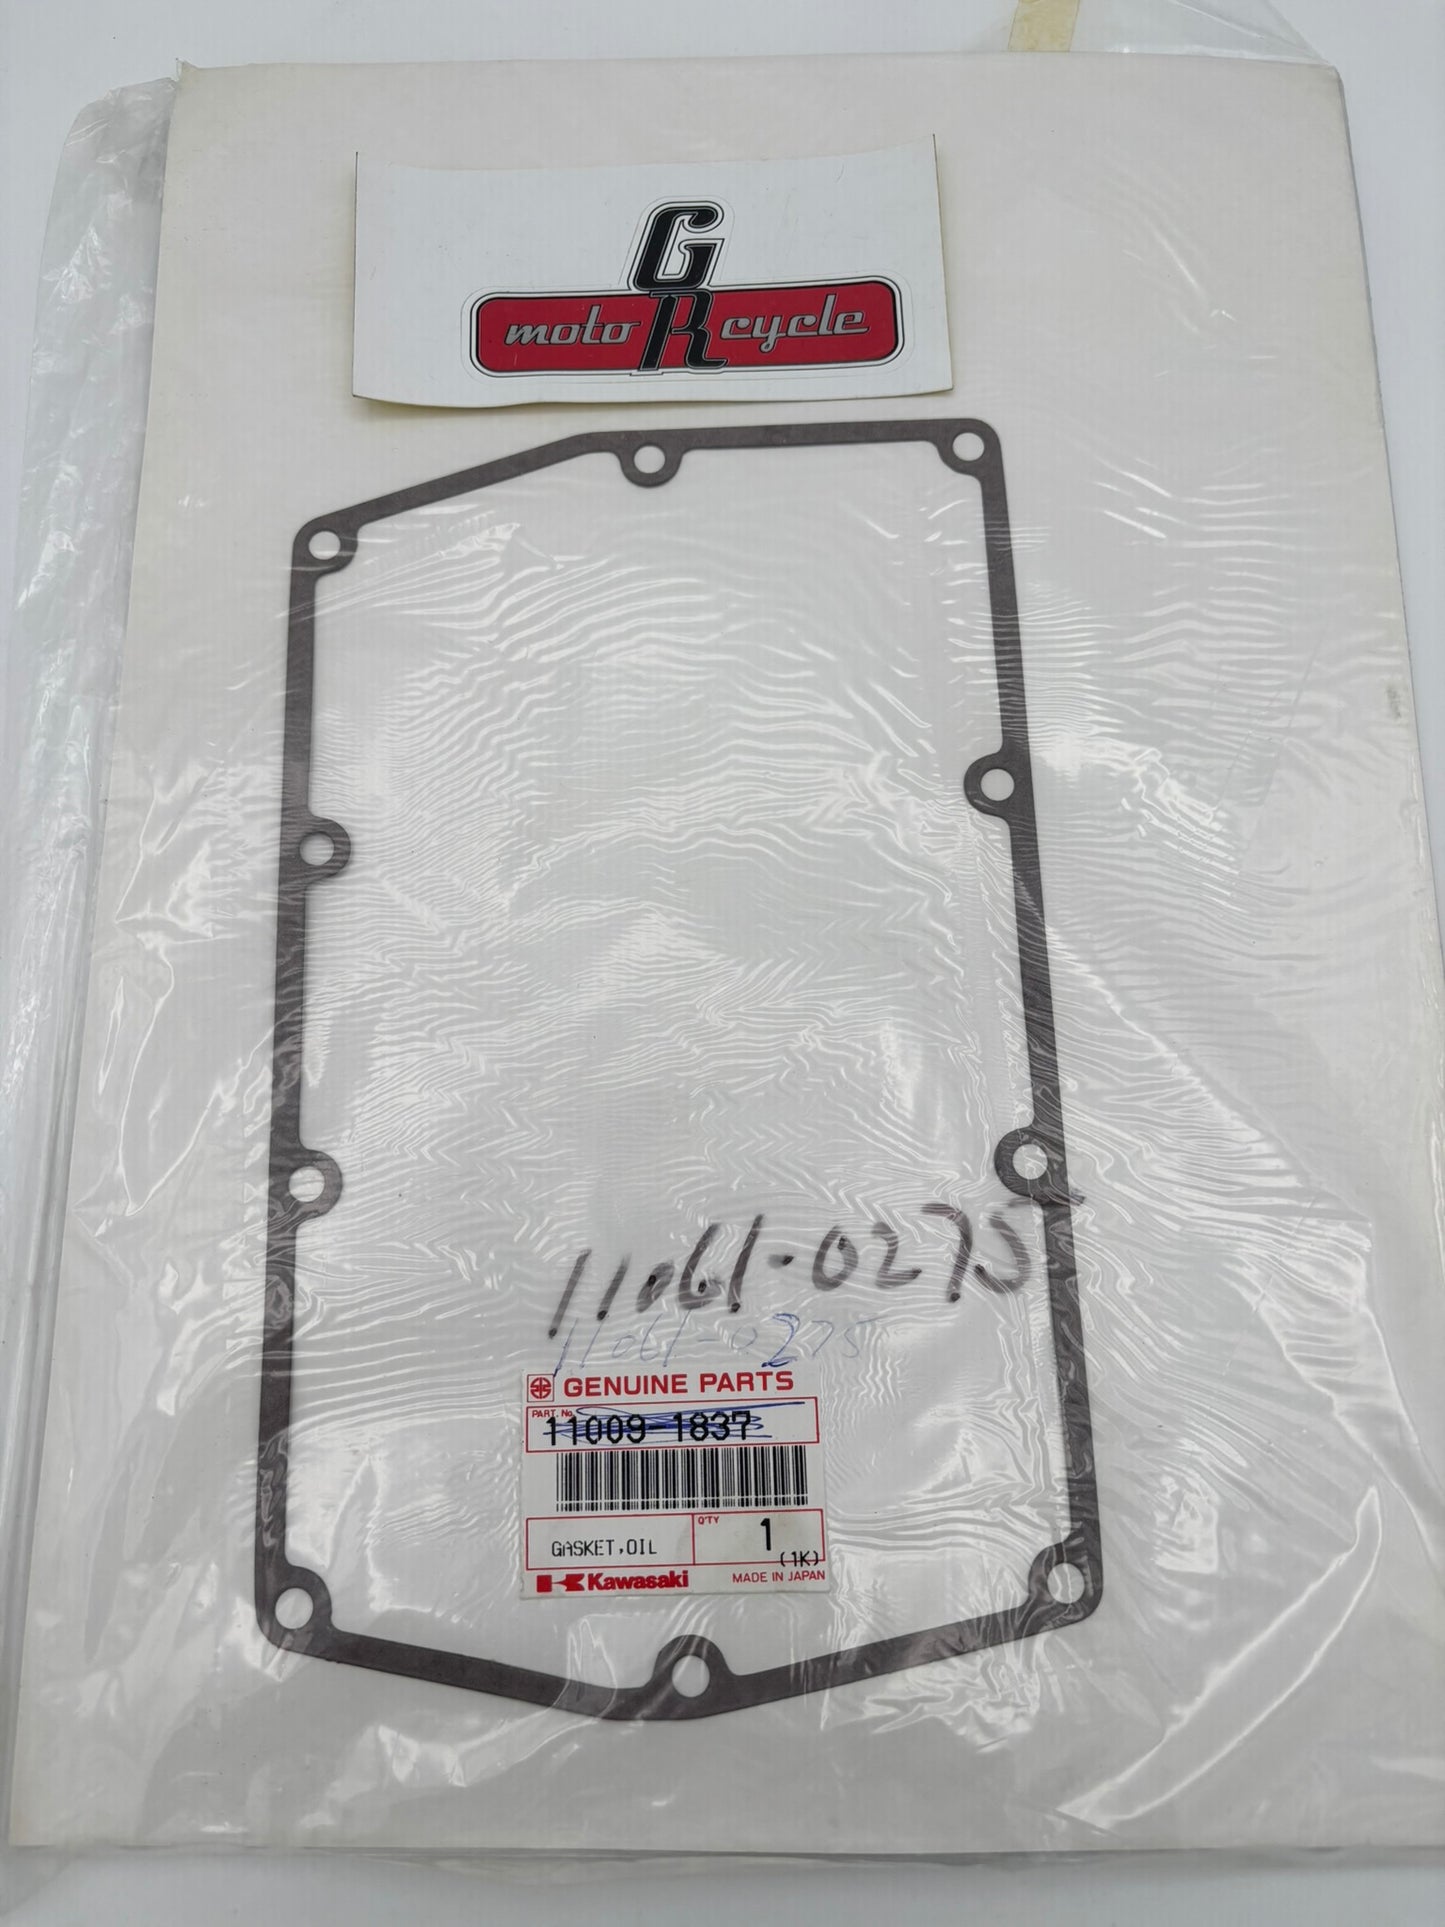 G
moto R cycle
11061-0275
11061-0275
GENUINE PARTS
PART. No.
11009-1837
GASKET,OIL
Q'TY
1
(1K)
Kawasaki
MADE IN JAPAN